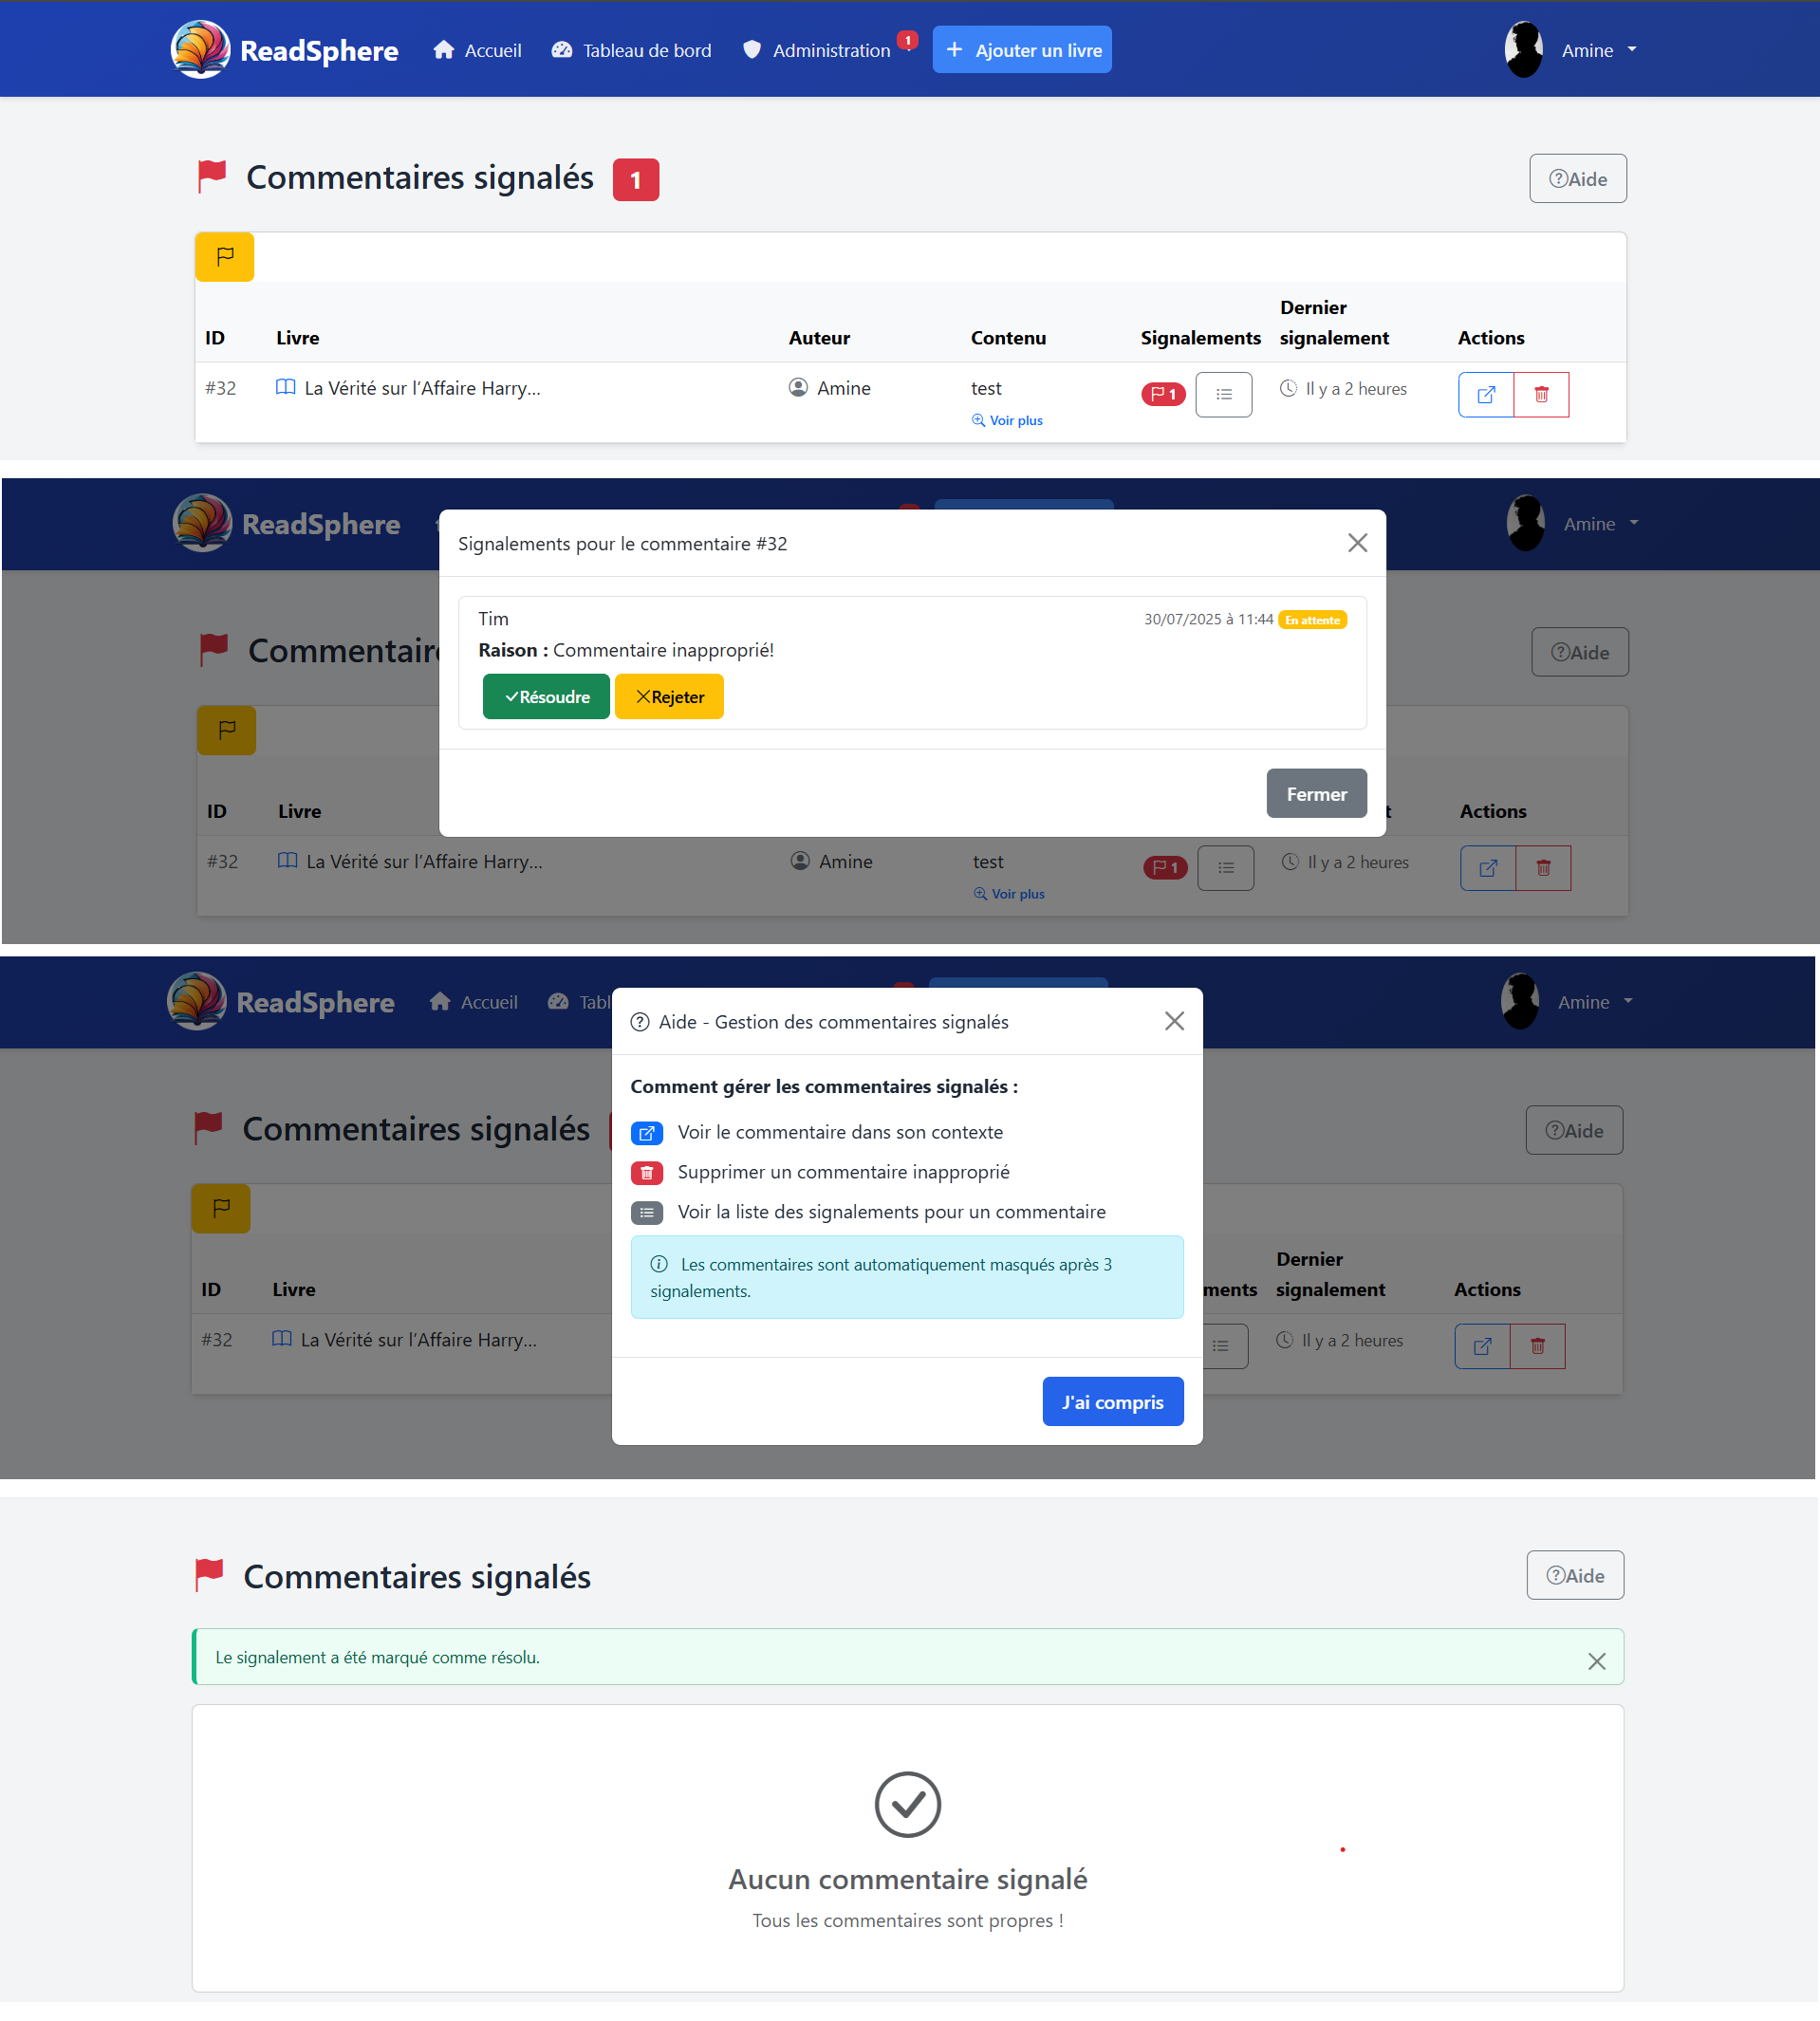 ReadSphere Accueil Tableau de bord Administration 1 + Ajouter un livre Amine
Commentaires signalés 1 Aide
ID Livre Auteur Contenu Signalements Dernier signalement Actions
#32 La Vérité sur l'Affaire Harry... Amine test 1 Il y a 2 heures
Voir plus
ReadSphere Amine
Signalements pour le commentaire #32
Tim 30/07/2025 à 11:44 En attente
Commentaire Aide
Raison : Commentaire inapproprié!
Résoudre Rejeter
Fermer
ID Livre t Actions
#32 La Vérité sur l'Affaire Harry... Amine test 1 Il y a 2 heures
Voir plus
ReadSphere Accueil Tabl Amine
Aide - Gestion des commentaires signalés
Comment gérer les commentaires signalés :
Commentaires signalés Aide
Voir le commentaire dans son contexte
Supprimer un commentaire inapproprié
Voir la liste des signalements pour un commentaire
Les commentaires sont automatiquement masqués après 3
signalements.
ID Livre ments Dernier signalement Actions
#32 La Vérité sur l'Affaire Harry... Il y a 2 heures
J'ai compris
Commentaires signalés Aide
Le signalement a été marqué comme résolu.
Aucun commentaire signalé
Tous les commentaires sont propres !